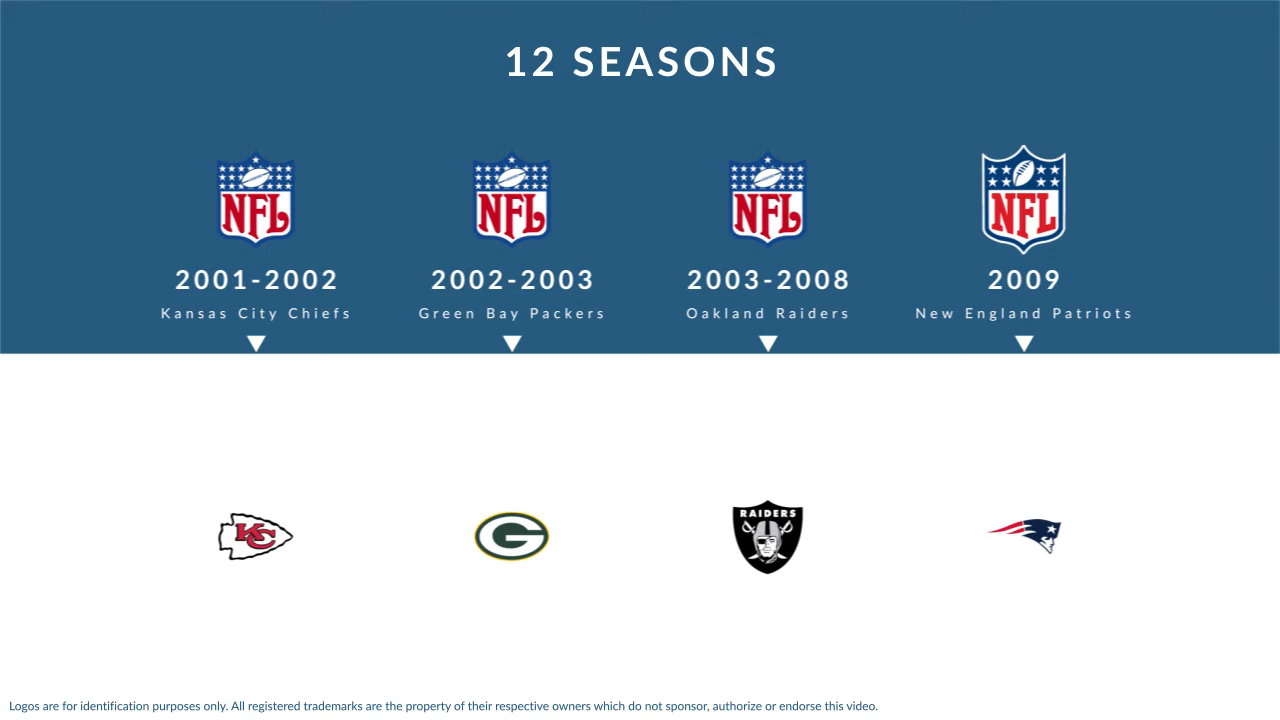 12 SEASONS
NFL NFL NFL NFL
2001-2002 2002-2003 2003-2008 2009
Kansas City Chiefs Green Bay Packers Oakland Raiders New England Patriots
KC G RAIDERS
Logos are for identification purposes only. All registered trademarks are the property of their respective owners which do not sponsor, authorize or endorse this video.